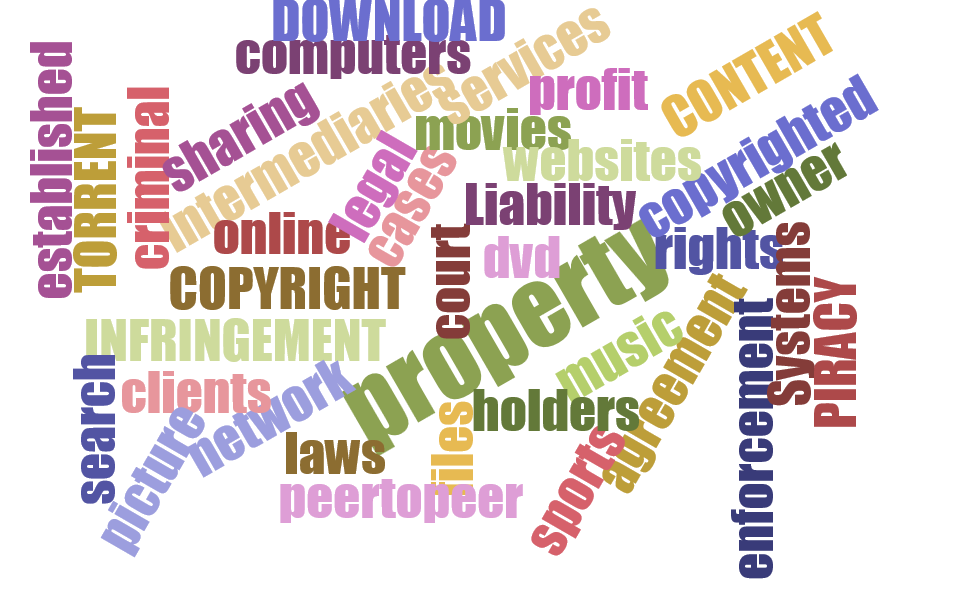 DOWNLOAD
computers
services
CONTENT
established
TORRENT
criminal
sharing
intermediaries
profit
movies
websites
copyrighted
owner
legal
cases
Liability
online
court
dvd
rights
COPYRIGHT
property
systems
PIRACY
INFRINGEMENT
music
agreement
enforcement
search
clients
network
picture
holders
files
laws
sports
peertopeer